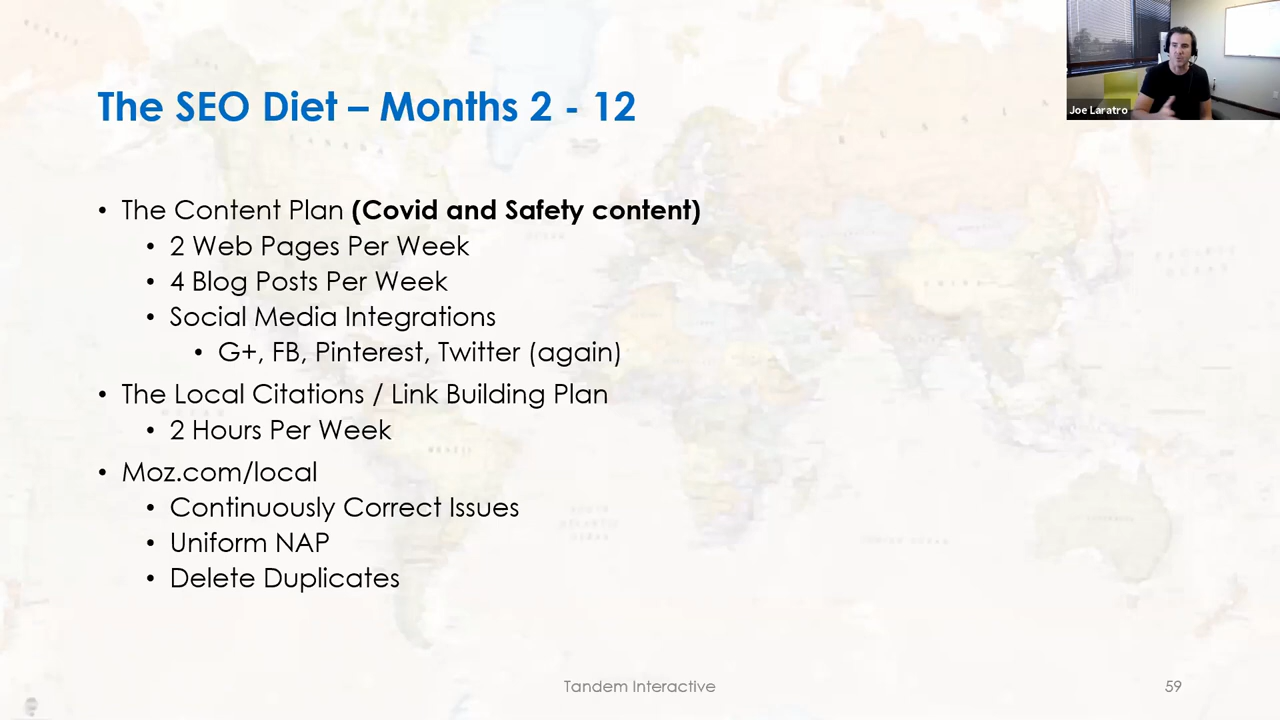 The SEO Diet – Months 2 - 12
Joe Laratro
• The Content Plan (Covid and Safety content)
• 2 Web Pages Per Week
• 4 Blog Posts Per Week
• Social Media Integrations
• G+, FB, Pinterest, Twitter (again)
• The Local Citations / Link Building Plan
• 2 Hours Per Week
• Moz.com/local
• Continuously Correct Issues
• Uniform NAP
• Delete Duplicates
Tandem Interactive
59